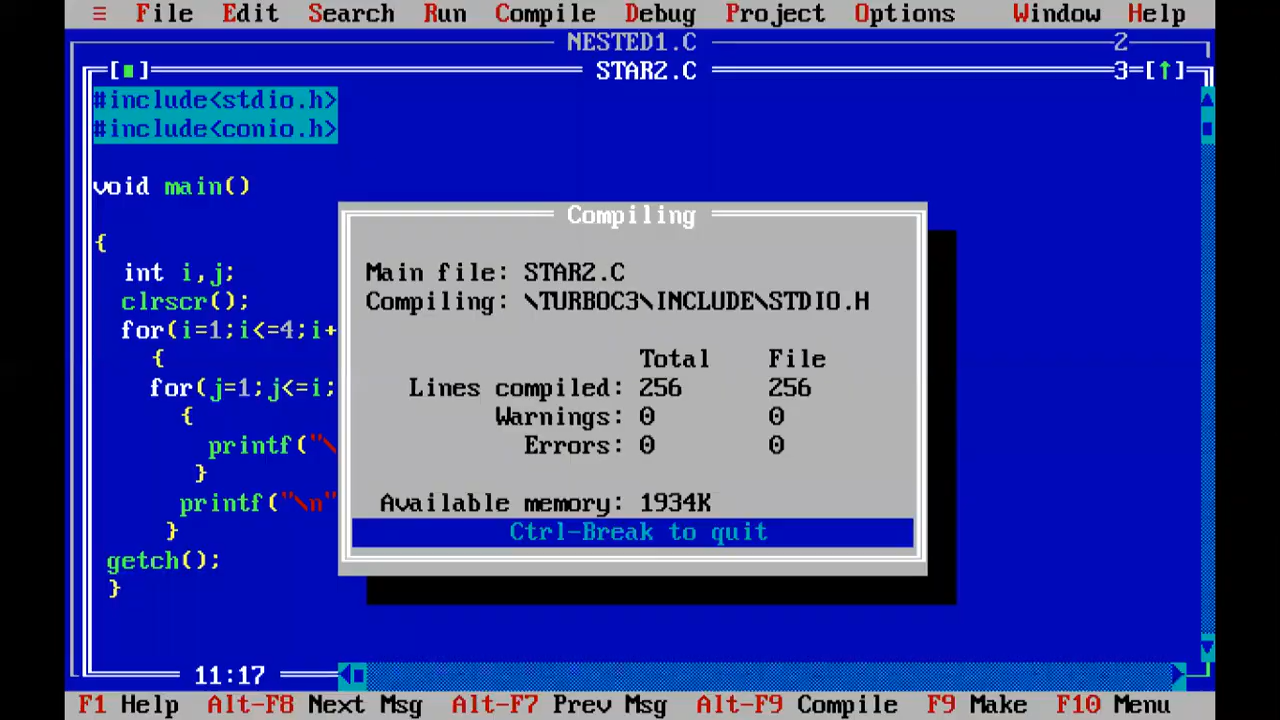 ≡ File Edit Search Run Compile Debug Project Options Window Help
NESTED1.C 2
[■] STAR2.C 3=[↑]
#include<stdio.h>
#include<conio.h>
void main()
{
int i,j;
clrscr();
for(i=1;i<=4;i+
{
for(j=1;j<=i;
{
printf("\
}
printf("\n"
}
getch();
}
Compiling
Main file: STAR2.C
Compiling: \TURBOC3\INCLUDE\STDIO.H
Total File
Lines compiled: 256 256
Warnings: 0 0
Errors: 0 0
Available memory: 1934K
Ctrl-Break to quit
11:17
F1 Help Alt-F8 Next Msg Alt-F7 Prev Msg Alt-F9 Compile F9 Make F10 Menu